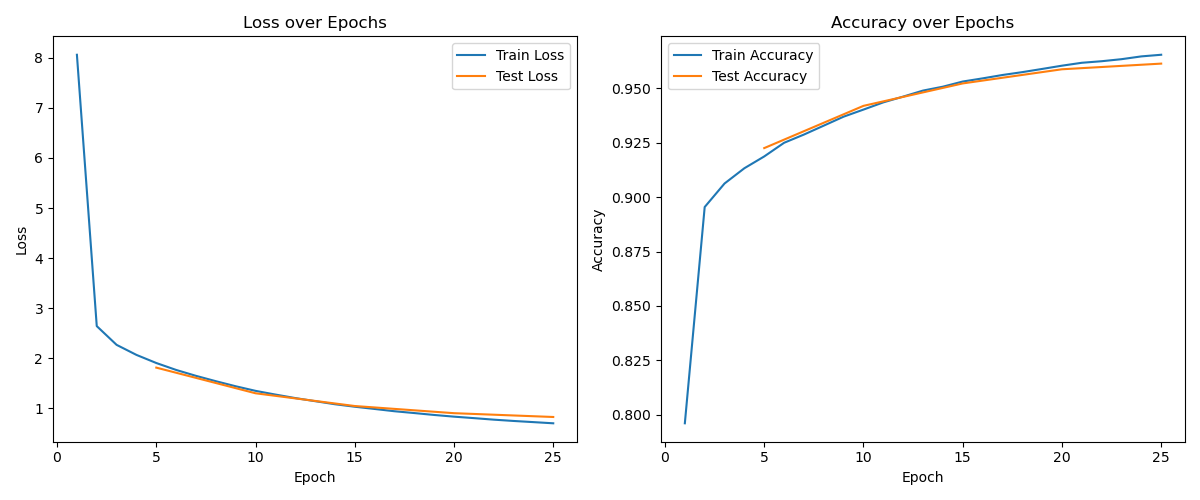 Loss over Epochs
Train Loss
Test Loss
8
7
6
5
4
3
2
1
Loss
0 5 10 15 20 25
Epoch
Accuracy over Epochs
Train Accuracy
Test Accuracy
0.950
0.925
0.900
0.875
0.850
0.825
0.800
Accuracy
0 5 10 15 20 25
Epoch